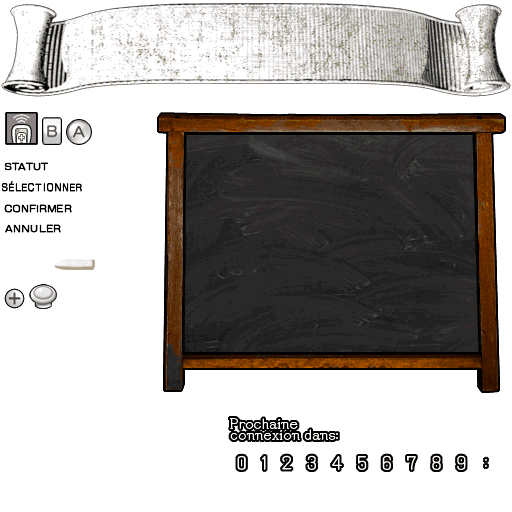 B A
STATUT
SÉLECTIONNER
CONFIRMER
ANNULER
Prochaine
connexion dans:
0 1 2 3 4 5 6 7 8 9 :